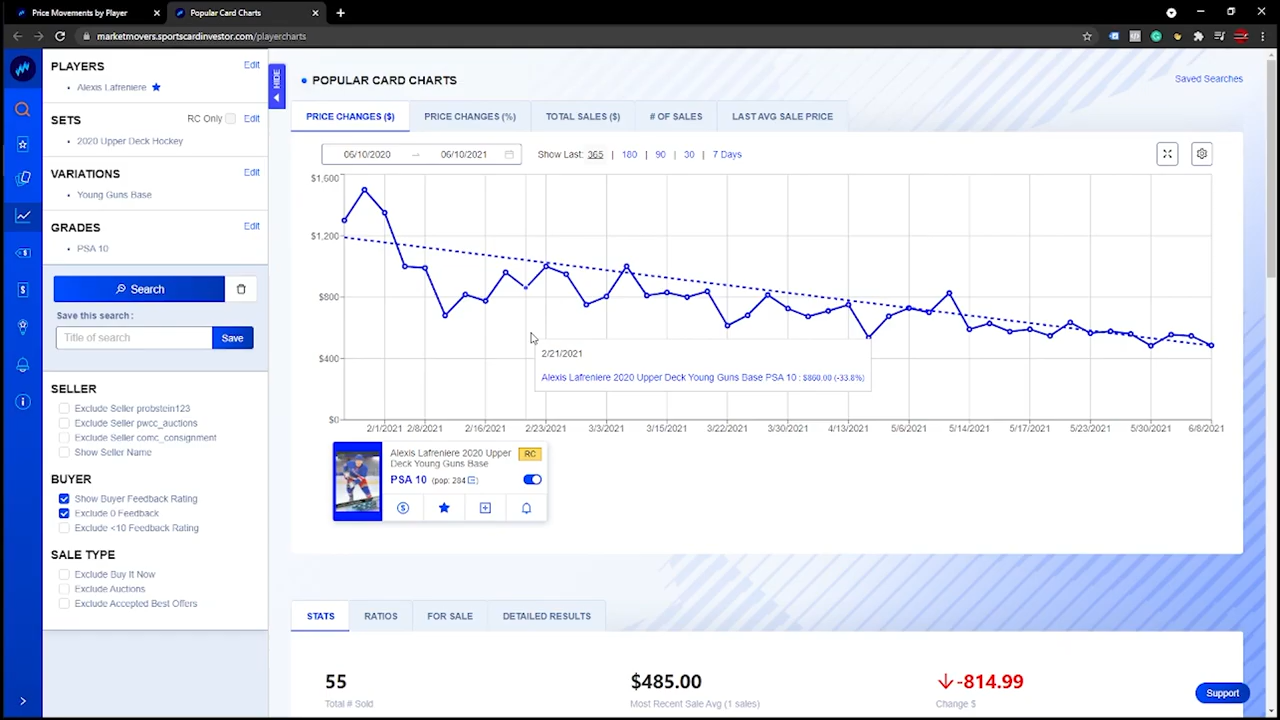 Price Movements by Player
Popular Card Charts
marketmovers.sportscardinvestor.com/playercharts
PLAYERS
Edit
Alexis Lafreniere
SETS
RC Only
Edit
2020 Upper Deck Hockey
VARIATIONS
Edit
Young Guns Base
GRADES
Edit
PSA 10
Search
Save this search :
Title of search
Save
SELLER
Exclude Seller probstein123
Exclude Seller pwcc_auctions
Exclude Seller comc_consignment
Show Seller Name
BUYER
Show Buyer Feedback Rating
Exclude 0 Feedback
Exclude <10 Feedback Rating
SALE TYPE
Exclude Buy It Now
Exclude Auctions
Exclude Accepted Best Offers
HIDE
POPULAR CARD CHARTS
Saved Searches
PRICE CHANGES ($)
PRICE CHANGES (%)
TOTAL SALES ($)
# OF SALES
LAST AVG SALE PRICE
06/10/2020 → 06/10/2021
Show Last: 365 | 180 | 90 | 30 | 7 Days
$1,600
$1,200
$800
$400
$0
2/21/2021
Alexis Lafreniere 2020 Upper Deck Young Guns Base PSA 10 : $860.00 (-33.8%)
2/1/2021 2/8/2021 2/16/2021 2/23/2021 3/3/2021 3/15/2021 3/22/2021 3/30/2021 4/13/2021 5/6/2021 5/14/2021 5/17/2021 5/23/2021 5/30/2021 6/8/2021
Alexis Lafreniere 2020 Upper
Deck Young Guns Base
RC
PSA 10 (pop: 284)
STATS
RATIOS
FOR SALE
DETAILED RESULTS
55
Total # Sold
$485.00
Most Recent Sale Avg (1 sales)
-814.99
Change $
Support